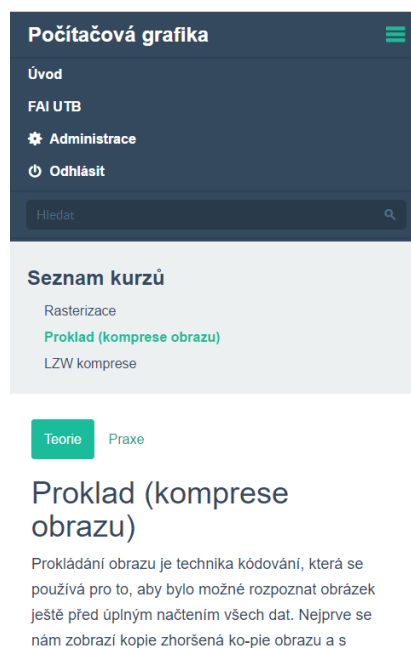 Počítačová grafika
Úvod
FAI UTB
Administrace
Odhlásit
Hledat
Seznam kurzů
Rasterizace
Proklad (komprese obrazu)
LZW komprese
Teorie Praxe
Proklad (komprese
obrazu)
Prokládání obrazu je technika kódování, která se
používá pro to, aby bylo možné rozpoznat obrázek
ještě před úplným načtením všech dat. Nejprve se
nám zobrazí kopie zhoršená ko-pie obrazu a s